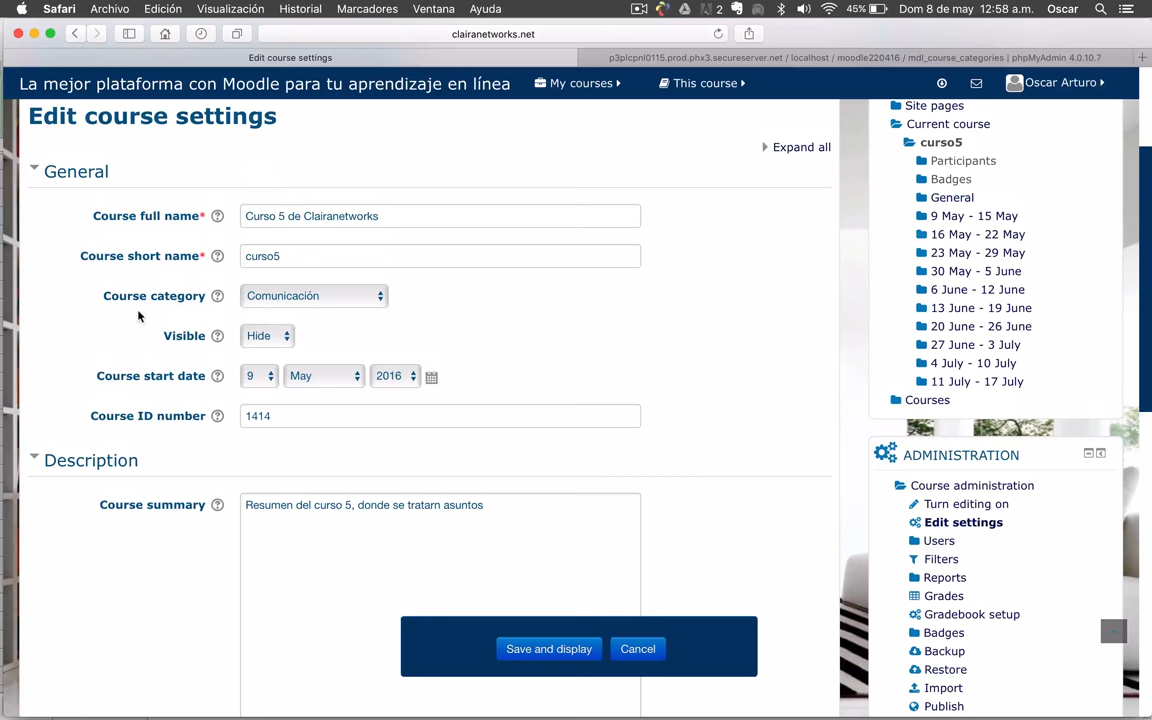 Safari Archivo Edición Visualización Historial Marcadores Ventana Ayuda 2 45% Dom 8 de may 12:58 a.m. Oscar
clairanetworks.net
Edit course settings p3plcpnl0115.prod.phx3.secureserver.net / localhost / moodle220416 / mdl_course_categories | phpMyAdmin 4.0.10.7
La mejor plataforma con Moodle para tu aprendizaje en línea My courses This course Oscar Arturo
Edit course settings
Expand all
General
Course full name* Curso 5 de Clairanetworks
Course short name* curso5
Course category Comunicación
Visible Hide
Course start date 9 May 2016
Course ID number 1414
Description
Course summary Resumen del curso 5, donde se tratarn asuntos
Save and display Cancel
Site pages
Current course
curso5
Participants
Badges
General
9 May - 15 May
16 May - 22 May
23 May - 29 May
30 May - 5 June
6 June - 12 June
13 June - 19 June
20 June - 26 June
27 June - 3 July
4 July - 10 July
11 July - 17 July
Courses
ADMINISTRATION
Course administration
Turn editing on
Edit settings
Users
Filters
Reports
Grades
Gradebook setup
Badges
Backup
Restore
Import
Publish